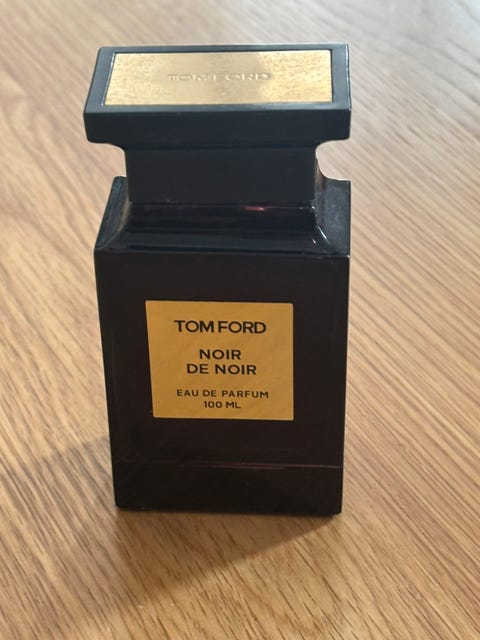 TOM FORD
TOM FORD
NOIR
DE NOIR
EAU DE PARFUM
100 ML